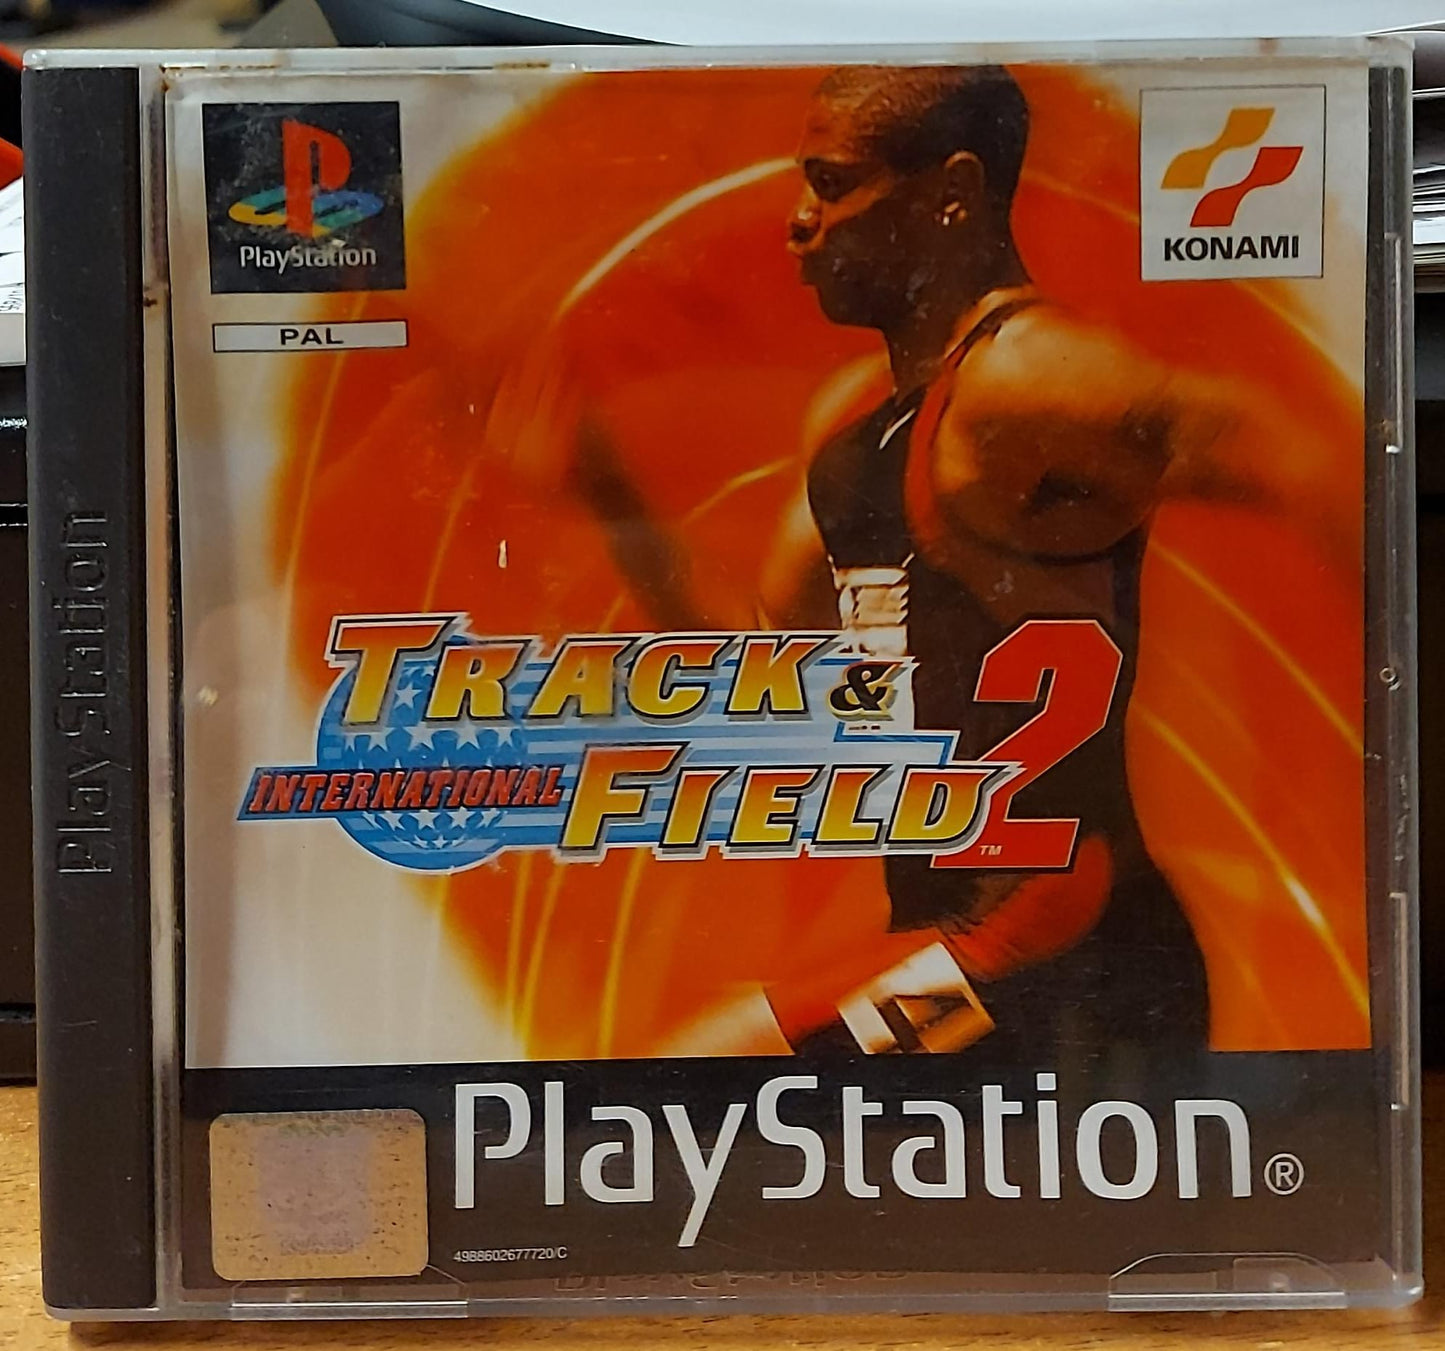 PlayStation
PlayStation
PAL
KONAMI
TRACK &
INTERNATIONAL FIELD 2
TM
PlayStation®
4988602677720/C